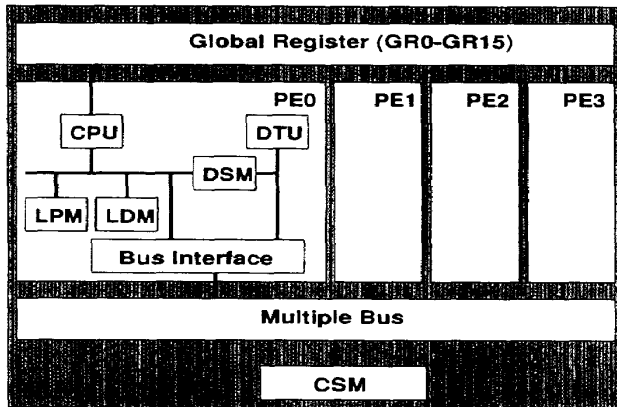 Global Register (GR0-GR15)
PE0 PE1 PE2 PE3
CPU DTU
DSM
LPM LDM
Bus Interface
Multiple Bus
CSM